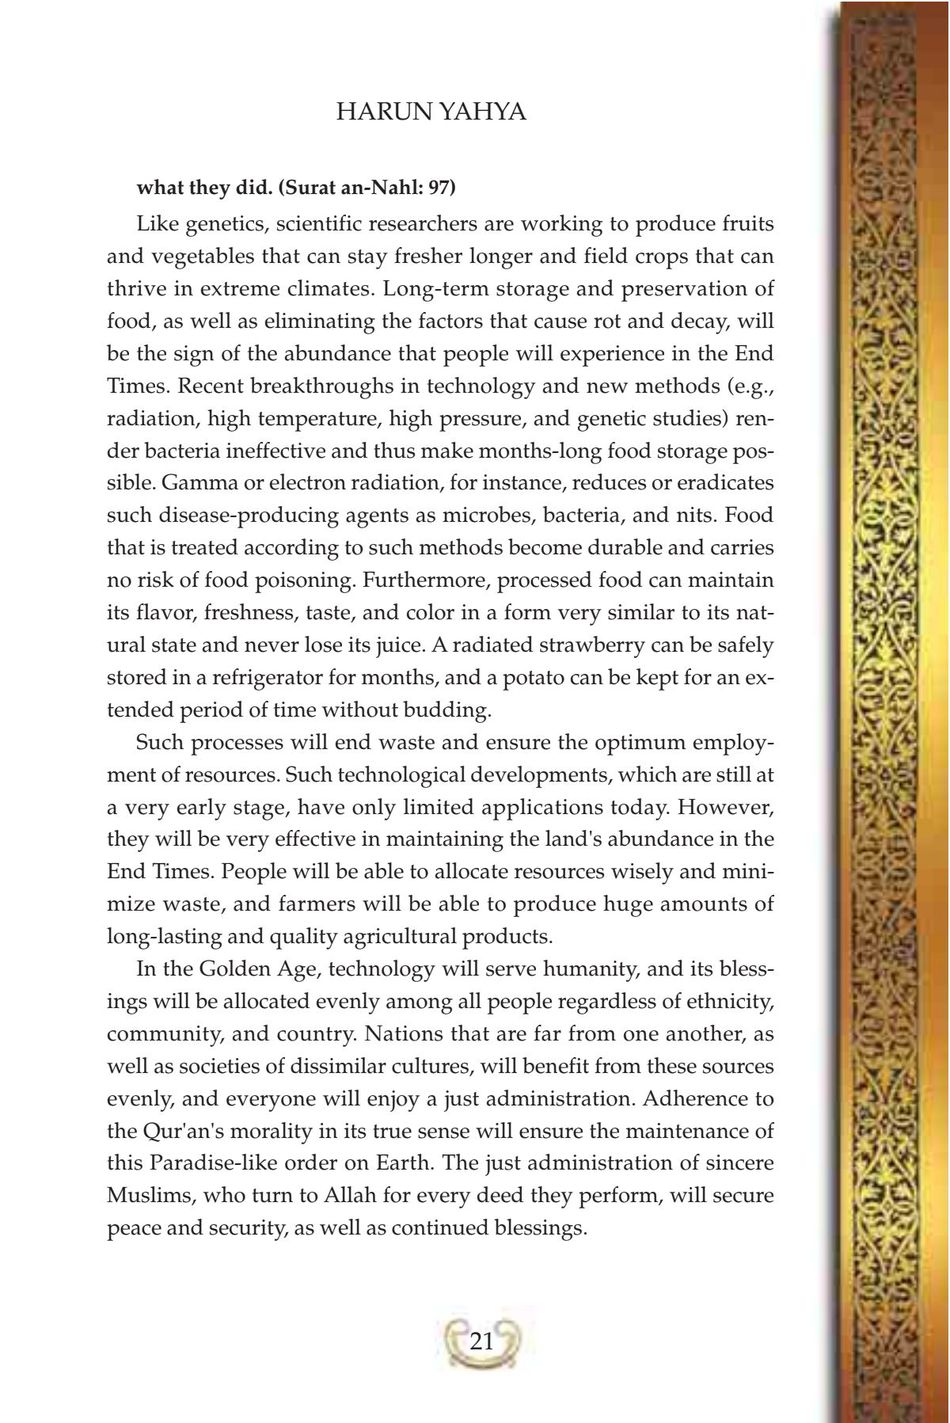 HARUN YAHYA
what they did. (Surat an-Nahl: 97)
Like genetics, scientific researchers are working to produce fruits
and vegetables that can stay fresher longer and field crops that can
thrive in extreme climates. Long-term storage and preservation of
food, as well as eliminating the factors that cause rot and decay, will
be the sign of the abundance that people will experience in the End
Times. Recent breakthroughs in technology and new methods (e.g.,
radiation, high temperature, high pressure, and genetic studies) ren-
der bacteria ineffective and thus make months-long food storage pos-
sible. Gamma or electron radiation, for instance, reduces or eradicates
such disease-producing agents as microbes, bacteria, and nits. Food
that is treated according to such methods become durable and carries
no risk of food poisoning. Furthermore, processed food can maintain
its flavor, freshness, taste, and color in a form very similar to its nat-
ural state and never lose its juice. A radiated strawberry can be safely
stored in a refrigerator for months, and a potato can be kept for an ex-
tended period of time without budding.
Such processes will end waste and ensure the optimum employ-
ment of resources. Such technological developments, which are still at
a very early stage, have only limited applications today. However,
they will be very effective in maintaining the land's abundance in the
End Times. People will be able to allocate resources wisely and mini-
mize waste, and farmers will be able to produce huge amounts of
long-lasting and quality agricultural products.
In the Golden Age, technology will serve humanity, and its bless-
ings will be allocated evenly among all people regardless of ethnicity,
community, and country. Nations that are far from one another, as
well as societies of dissimilar cultures, will benefit from these sources
evenly, and everyone will enjoy a just administration. Adherence to
the Qur'an's morality in its true sense will ensure the maintenance of
this Paradise-like order on Earth. The just administration of sincere
Muslims, who turn to Allah for every deed they perform, will secure
peace and security, as well as continued blessings.
21